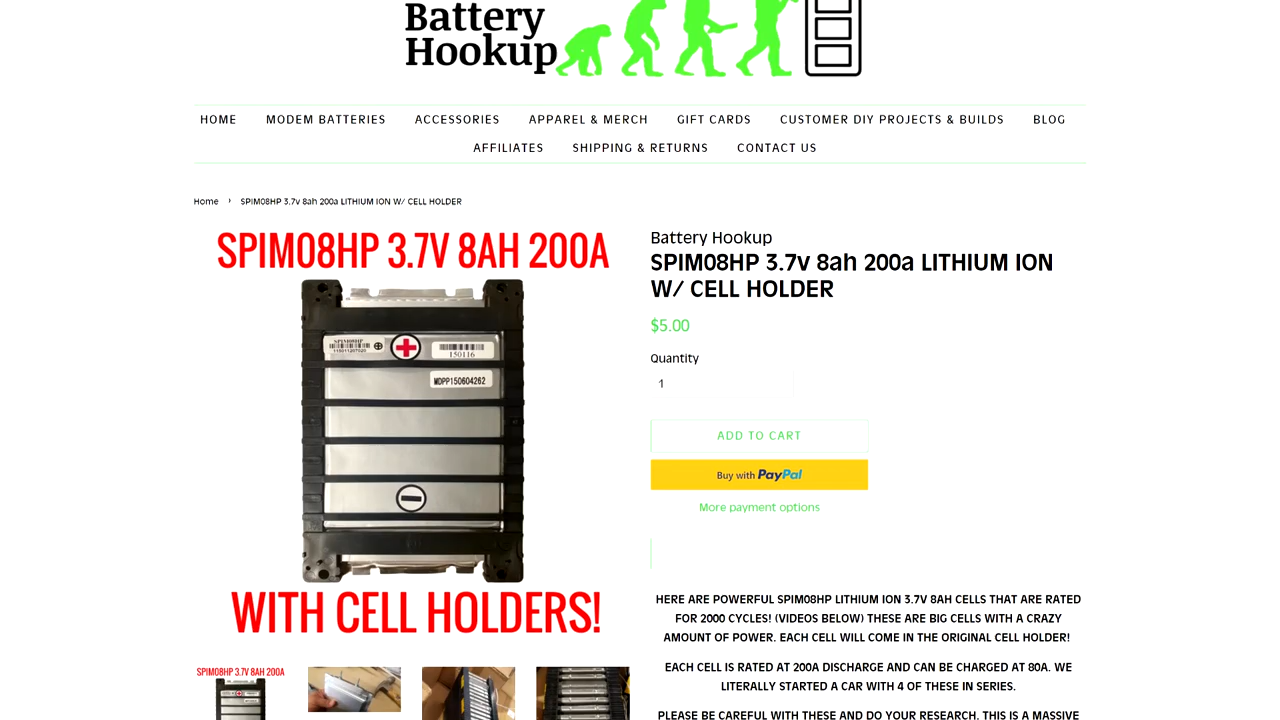 Battery
Hookup
HOME MODEM BATTERIES ACCESSORIES APPAREL & MERCH GIFT CARDS CUSTOMER DIY PROJECTS & BUILDS BLOG
AFFILIATES SHIPPING & RETURNS CONTACT US
Home › SPIM08HP 3.7v 8ah 200a LITHIUM ION W/ CELL HOLDER
SPIM08HP 3.7V 8AH 200A
SPIM08HP
150116
MDPP150604262
WITH CELL HOLDERS!
SPIM08HP 3.7V 8AH 200A
Battery Hookup
SPIM08HP 3.7v 8ah 200a LITHIUM ION
W/ CELL HOLDER
$5.00
Quantity
1
ADD TO CART
Buy with PayPal
More payment options
HERE ARE POWERFUL SPIM08HP LITHIUM ION 3.7V 8AH CELLS THAT ARE RATED
FOR 2000 CYCLES! (VIDEOS BELOW) THESE ARE BIG CELLS WITH A CRAZY
AMOUNT OF POWER. EACH CELL WILL COME IN THE ORIGINAL CELL HOLDER!
EACH CELL IS RATED AT 200A DISCHARGE AND CAN BE CHARGED AT 80A. WE
LITERALLY STARTED A CAR WITH 4 OF THESE IN SERIES.
PLEASE BE CAREFUL WITH THESE AND DO YOUR RESEARCH. THIS IS A MASSIVE